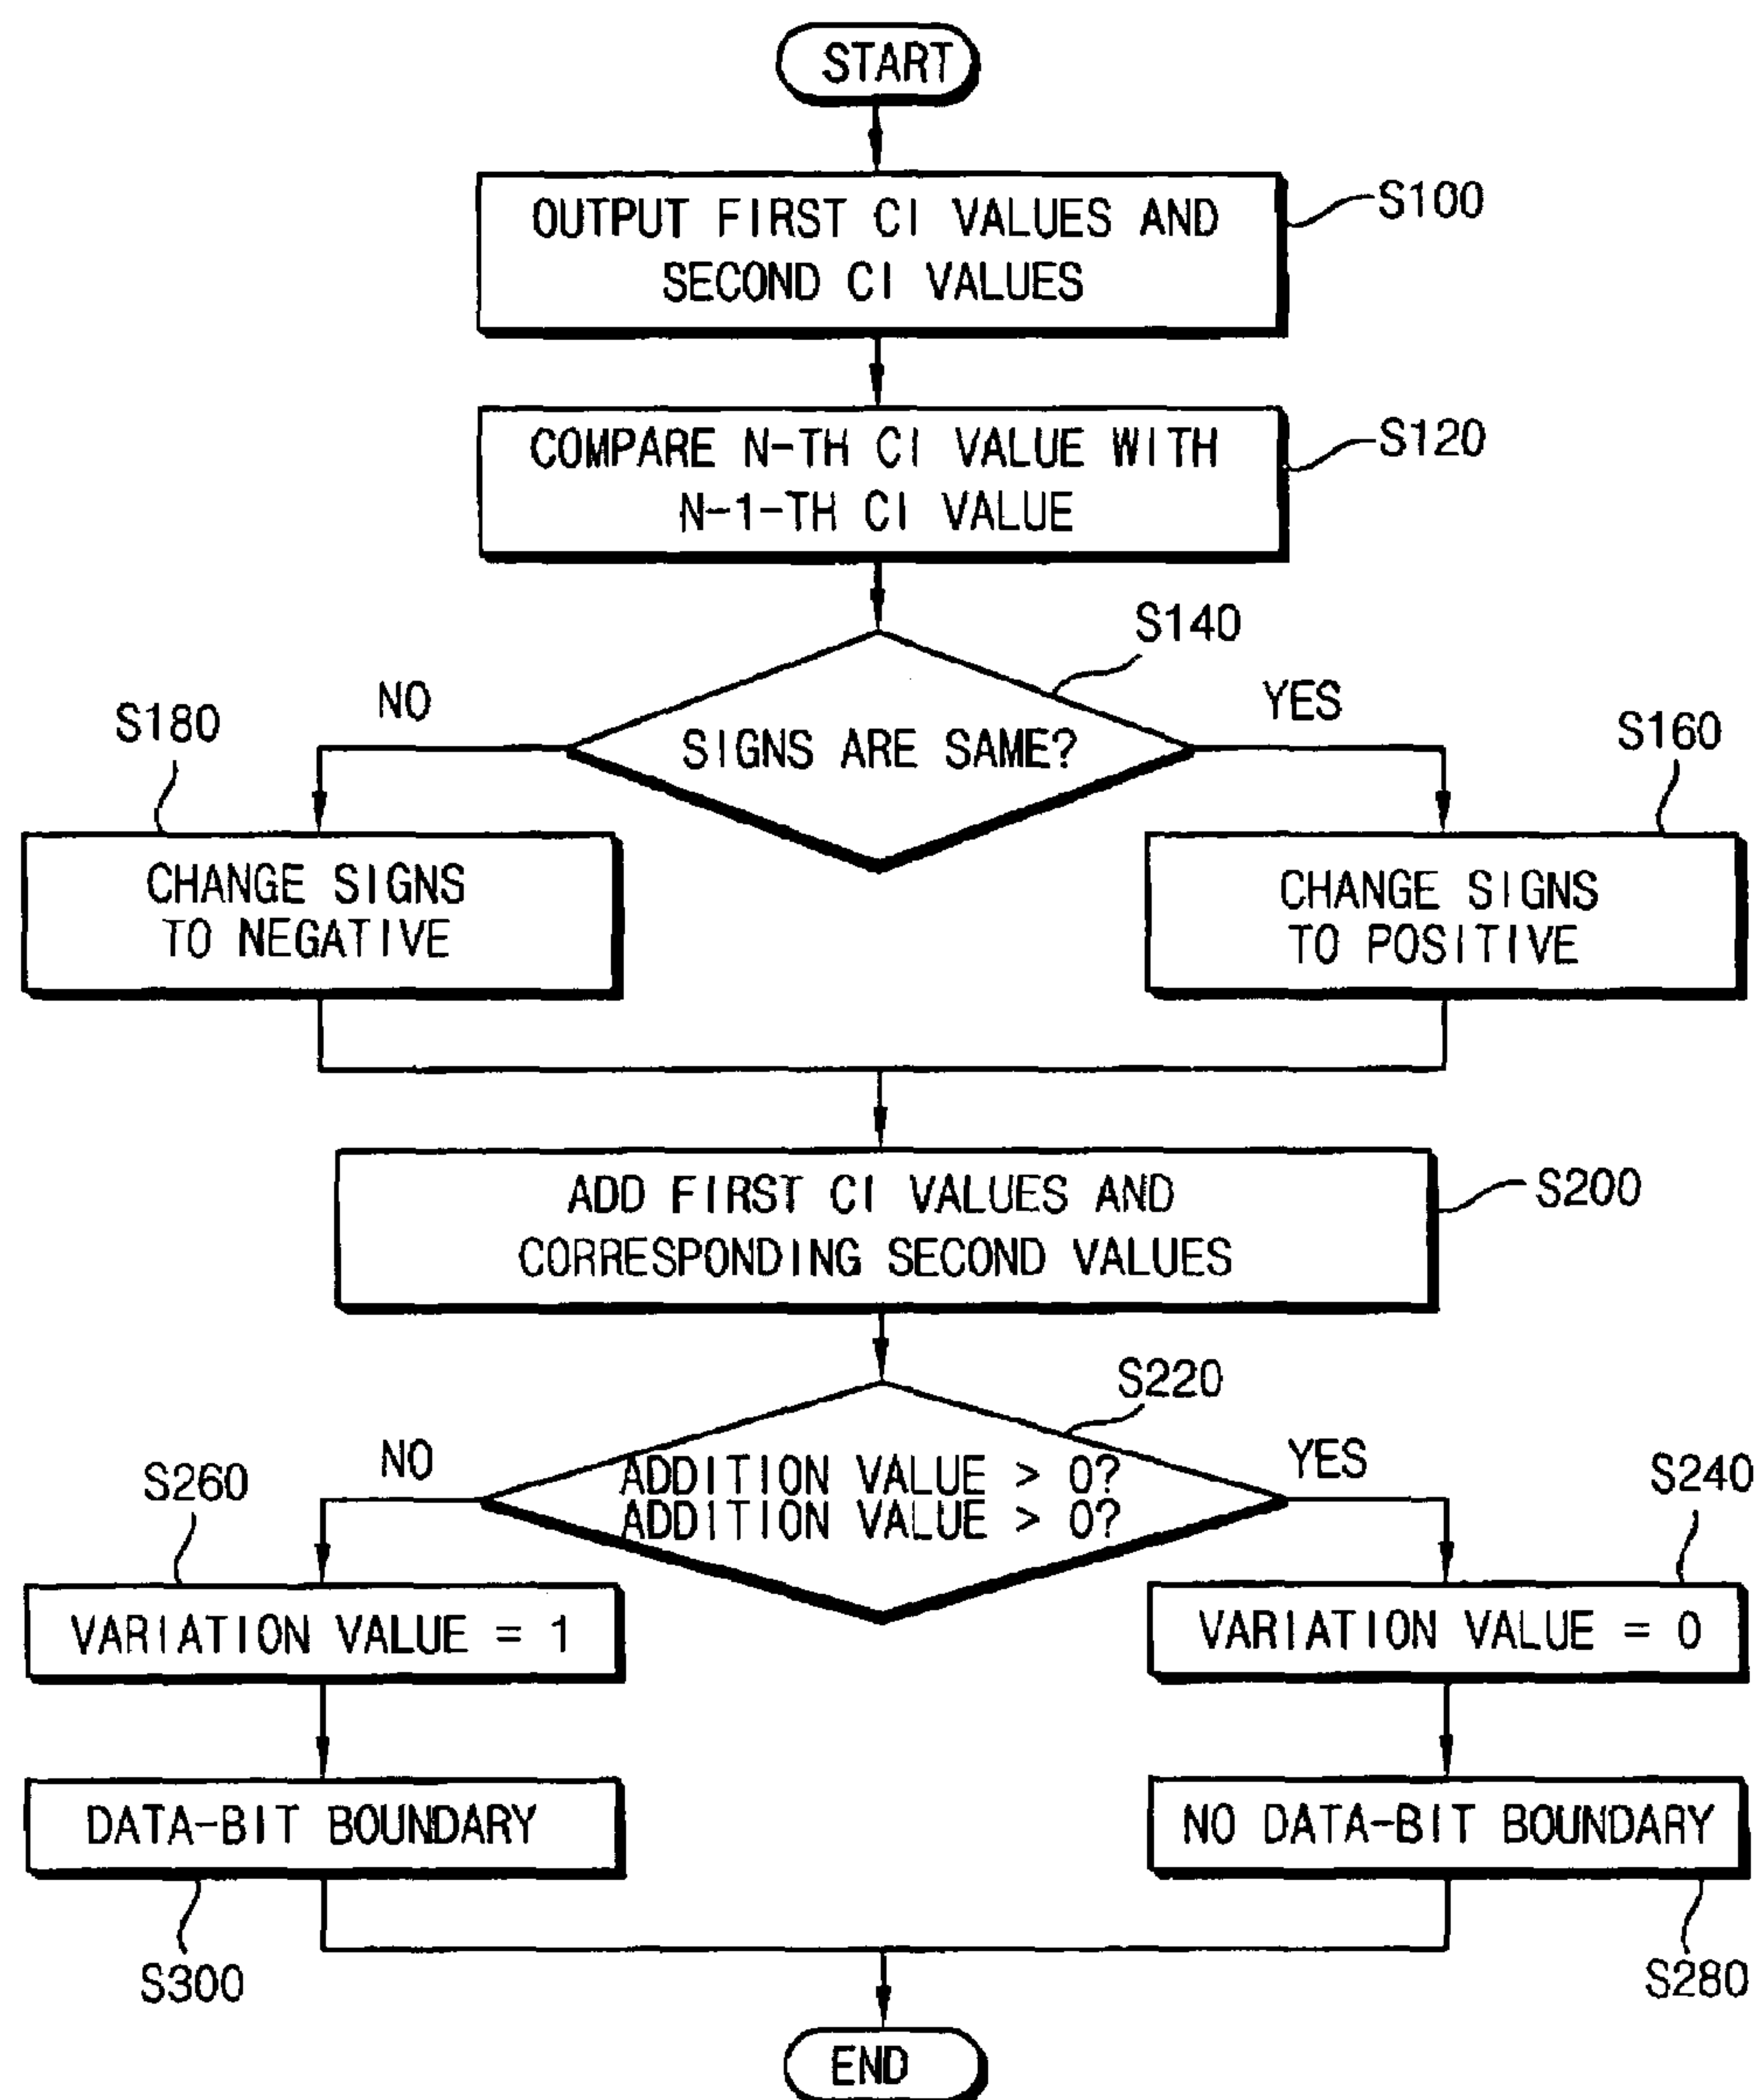 START
OUTPUT FIRST CI VALUES AND
SECOND CI VALUES
S100
COMPARE N-TH CI VALUE WITH
N-1-TH CI VALUE
S120
S140
NO
YES
S180
SIGNS ARE SAME?
S160
CHANGE SIGNS
TO NEGATIVE
CHANGE SIGNS
TO POSITIVE
ADD FIRST CI VALUES AND
CORRESPONDING SECOND VALUES
S200
S220
NO
YES
S260
ADDITION VALUE > 0?
ADDITION VALUE > 0?
S240
VARIATION VALUE = 1
VARIATION VALUE = 0
DATA-BIT BOUNDARY
NO DATA-BIT BOUNDARY
S300
S280
END